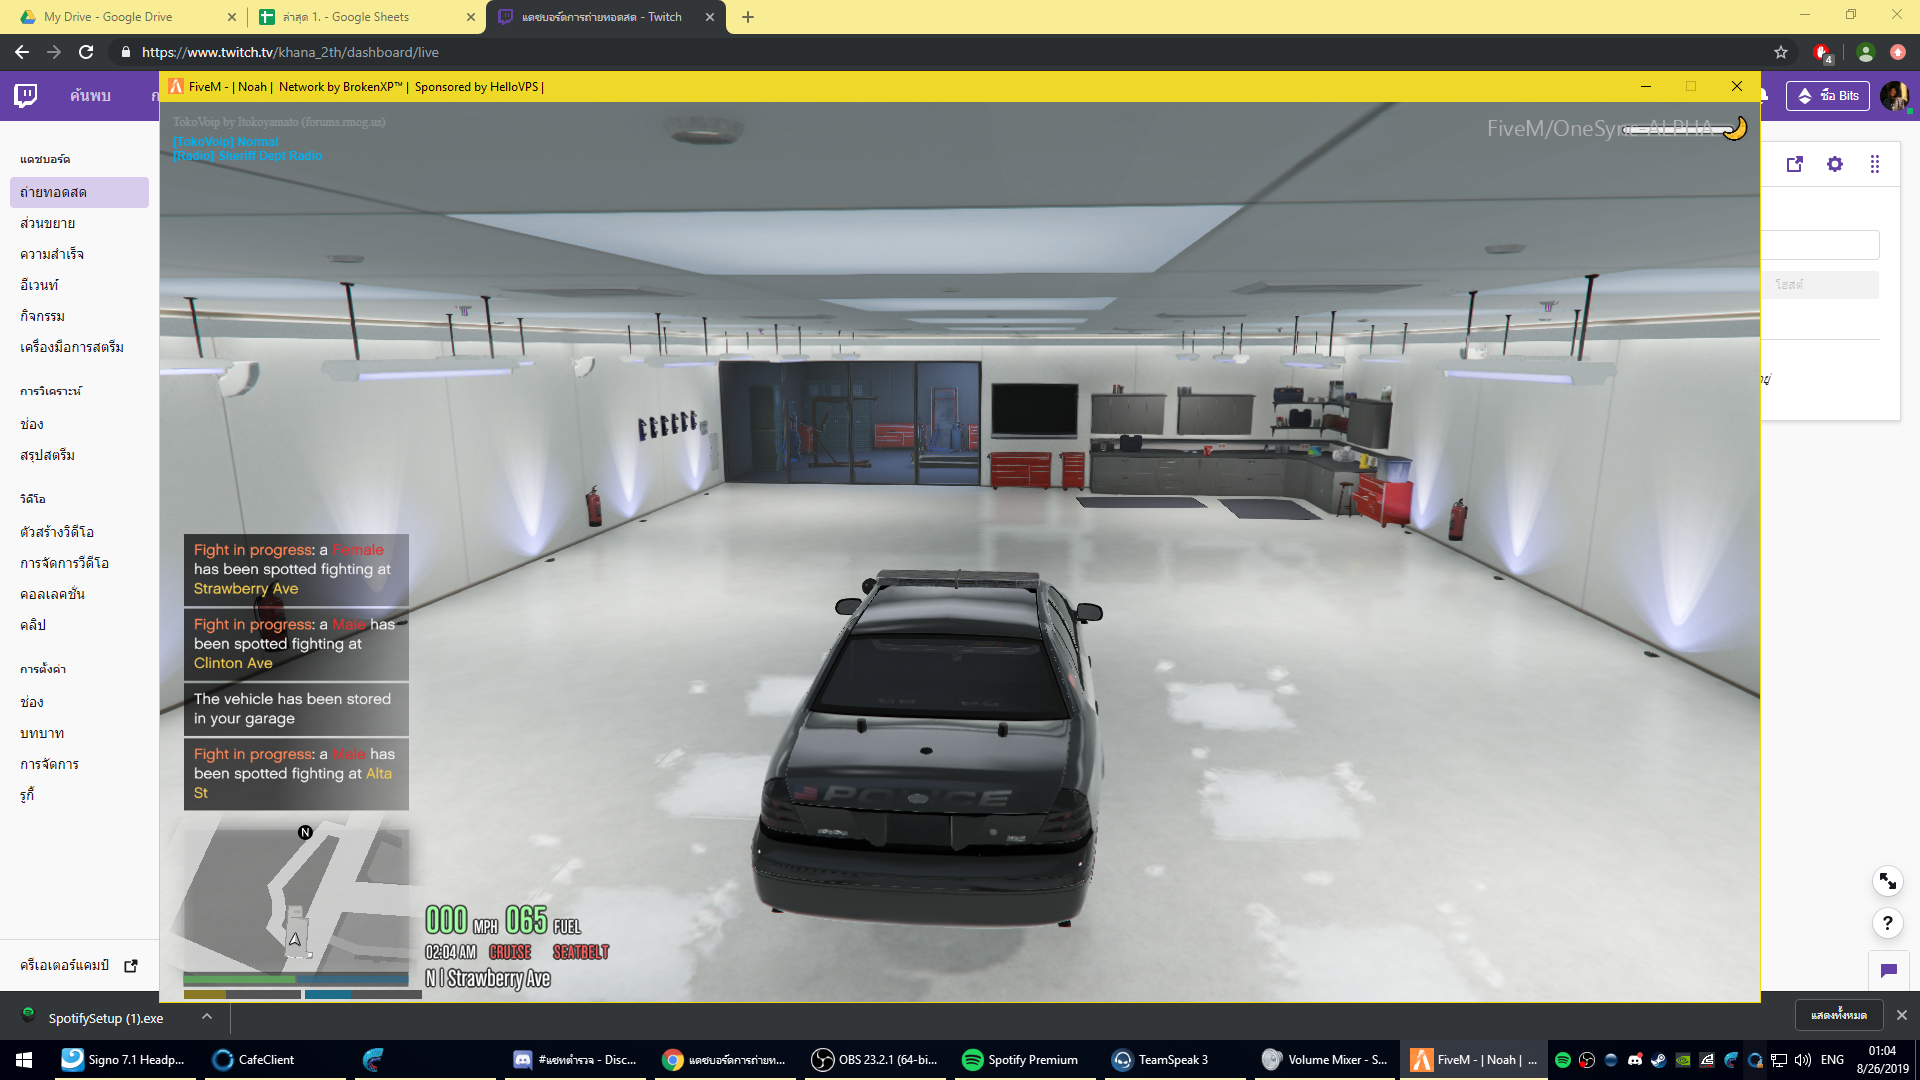 My Drive - Google Drive
ล่าสุด 1. - Google Sheets
แดชบอร์ดการถ่ายทอดสด - Twitch
https://www.twitch.tv/khana_2th/dashboard/live
4
ค้นพบ
ซื้อ Bits
FiveM - | Noah | Network by BrokenXP™ | Sponsored by HelloVPS |
TokoVoip by Itokoyamato (forums.rmog.us)
[TokoVoip] Normal
[Radio] Sheriff Dept Radio
FiveM/OneSync-ALPHA
แดชบอร์ด
ถ่ายทอดสด
ส่วนขยาย
ความสำเร็จ
อีเวนท์
กิจกรรม
เครื่องมือการสตรีม
การวิเคราะห์
ช่อง
สรุปสตรีม
วิดีโอ
ตัวสร้างวิดีโอ
การจัดการวีดีโอ
คอลเลคชั่น
คลิป
การตั้งค่า
ช่อง
บทบาท
การจัดการ
รูกี้
ครีเอเตอร์แคมป์
โฮสต์
Fight in progress: a Female
has been spotted fighting at
Strawberry Ave
Fight in progress: a Male has
been spotted fighting at
Clinton Ave
The vehicle has been stored
in your garage
Fight in progress: a Male has
been spotted fighting at Alta
St
N
POLICE
000 MPH 065 FUEL
02:04 AM CRUISE SEATBELT
N | Strawberry Ave
?
SpotifySetup (1).exe
แสดงทั้งหมด
Signo 7.1 Headp...
CafeClient
#แชทตำรวจ - Disc...
แดชบอร์ดการถ่ายท...
OBS 23.2.1 (64-bi...
Spotify Premium
TeamSpeak 3
Volume Mixer - S...
FiveM - | Noah | ...
ENG
01:04
8/26/2019